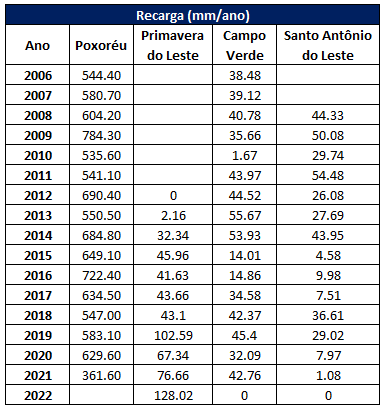 Recarga (mm/ano)
Ano Poxoréu Primavera do Leste Campo Verde Santo Antônio do Leste
2006 544.40 38.48
2007 580.70 39.12
2008 604.20 40.78 44.33
2009 784.30 35.66 50.08
2010 535.60 1.67 29.74
2011 541.10 43.97 54.48
2012 690.40 0 44.52 26.08
2013 550.50 2.16 55.67 27.69
2014 684.80 32.34 53.93 43.95
2015 649.10 45.96 14.01 4.58
2016 722.40 41.63 14.86 9.98
2017 634.50 43.66 34.58 7.51
2018 547.00 43.1 42.37 36.61
2019 583.10 102.59 45.4 29.02
2020 629.60 67.34 32.09 7.97
2021 361.60 76.66 42.76 1.08
2022 128.02 0 0